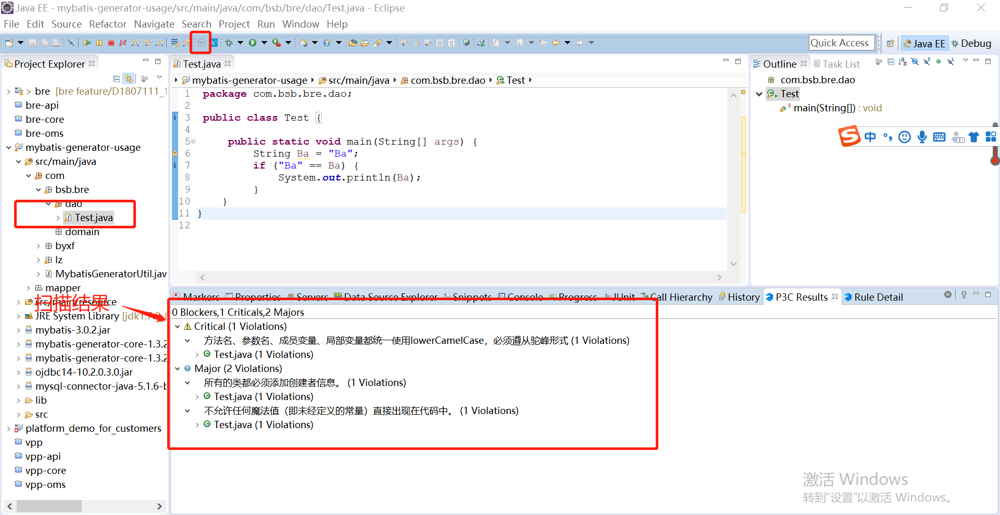 Java EE - mybatis-generator-usage/src/main/java/com/bsb/bre/dao/Test.java - Eclipse
File Edit Source Refactor Navigate Search Project Run Window Help
Quick Access
Java EE
Debug
Project Explorer
> bre [bre feature/D1807111_1
bre-api
bre-core
bre-oms
mybatis-generator-usage
src/main/java
com
bsb.bre
dao
Test.java
domain
byxf
lz
MybatisGeneratorUtil.jav
mapper
src/main/resource
扫描结果
JRE System Library
mybatis-3.0.2.jar
mybatis-generator-core-1.3.2
mybatis-generator-core-1.3.2
ojdbc14-10.2.0.3.0.jar
mysql-connector-java-5.1.6-b
lib
src
platform_demo_for_customers
vpp
vpp-api
vpp-core
vpp-oms
Test.java
mybatis-generator-usage src/main/java com.bsb.bre.dao Test
1 package com.bsb.bre.dao;
2
3 public class Test {
4
5 public static void main(String[] args) {
6 String Ba = "Ba";
7 if ("Ba" == Ba) {
8 System.out.println(Ba);
9 }
10 }
11 }
12
Outline Task List
com.bsb.bre.dao
Test
main(String[]) : void
中
Markers Properties Servers Data Source Explorer Snippets Console Progress JUnit Call Hierarchy History P3C Results Rule Detail
0 Blockers,1 Criticals,2 Majors
Critical (1 Violations)
方法名、参数名、成员变量、局部变量都统一使用lowerCamelCase，必须遵从驼峰形式 (1 Violations)
Test.java (1 Violations)
Major (2 Violations)
所有的类都必须添加创建者信息。 (1 Violations)
Test.java (1 Violations)
不允许任何魔法值（即未经定义的常量）直接出现在代码中。 (1 Violations)
Test.java (1 Violations)
激活 Windows
转到“设置”以激活 Windows。